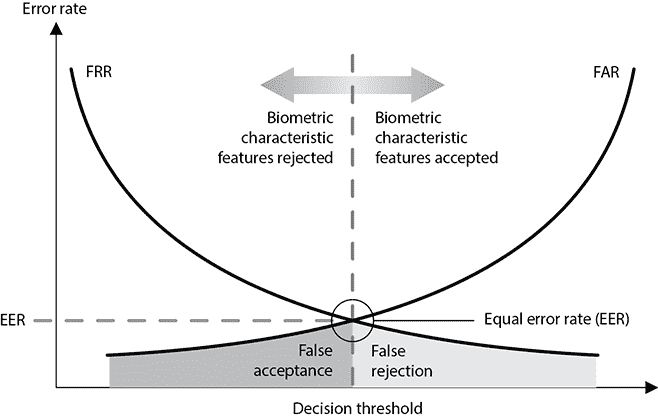 Error rate
FRR
FAR
Biometric
characteristic
features rejected
Biometric
characteristic
features accepted
EER
Equal error rate (EER)
False
acceptance
False
rejection
Decision threshold